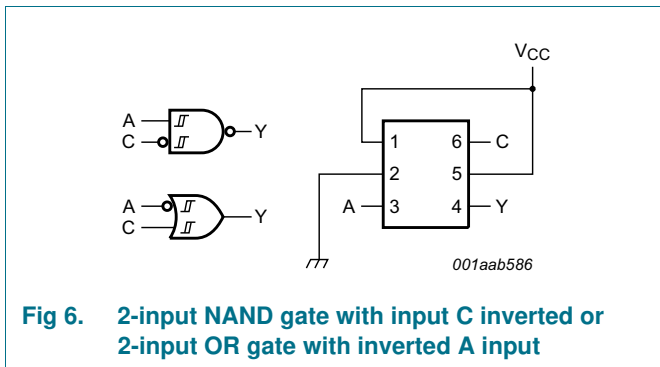 VCC
A
C
Y
A
C
Y
1
6
C
2
5
A
3
4
Y
001aab586
Fig 6. 2-input NAND gate with input C inverted or
2-input OR gate with inverted A input